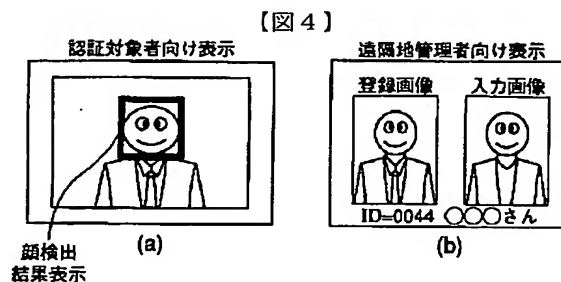 【図４】
認証対象者向け表示
顔検出
結果表示
(a)
遠隔地管理者向け表示
登録画像 入力画像
ID=0044 ○○○さん
(b)